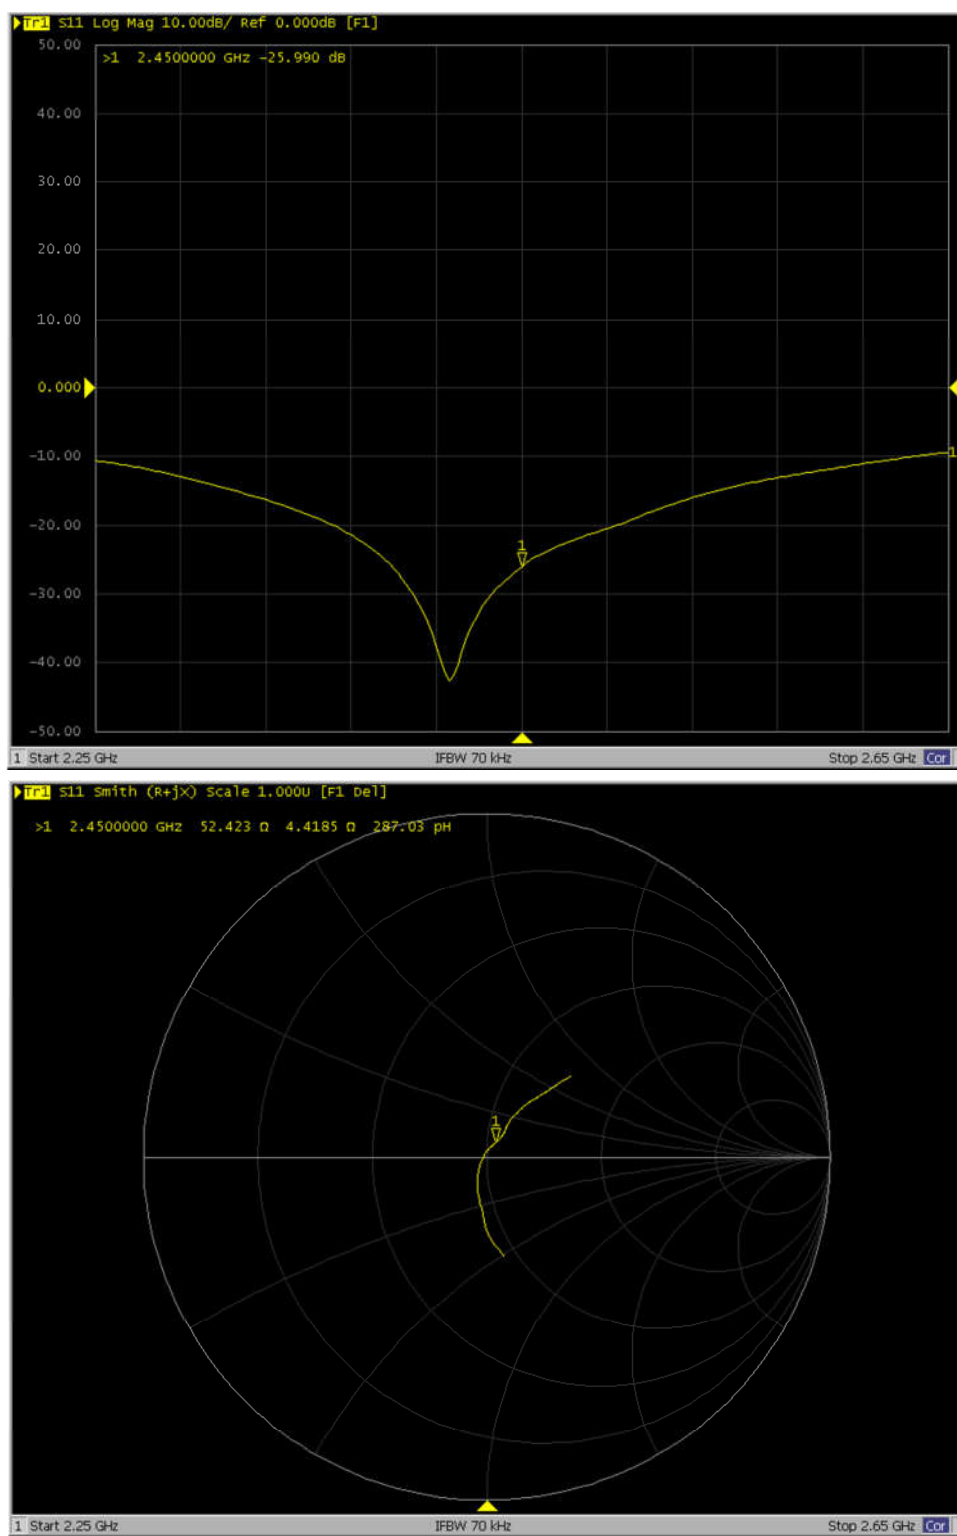 Tr1 S11 Log Mag 10.00dB/ Ref 0.000dB [F1]
50.00
>1 2.4500000 GHz -25.990 dB
40.00
30.00
20.00
10.00
0.000
-10.00
1
-20.00
1
-30.00
-40.00
-50.00
1 Start 2.25 GHz IFBW 70 kHz Stop 2.65 GHz Cor
Tr1 S11 Smith (R+jX) Scale 1.000U [F1 Del]
>1 2.4500000 GHz 52.423 Ω 4.4185 Ω 287.03 pH
1
1 Start 2.25 GHz IFBW 70 kHz Stop 2.65 GHz Cor